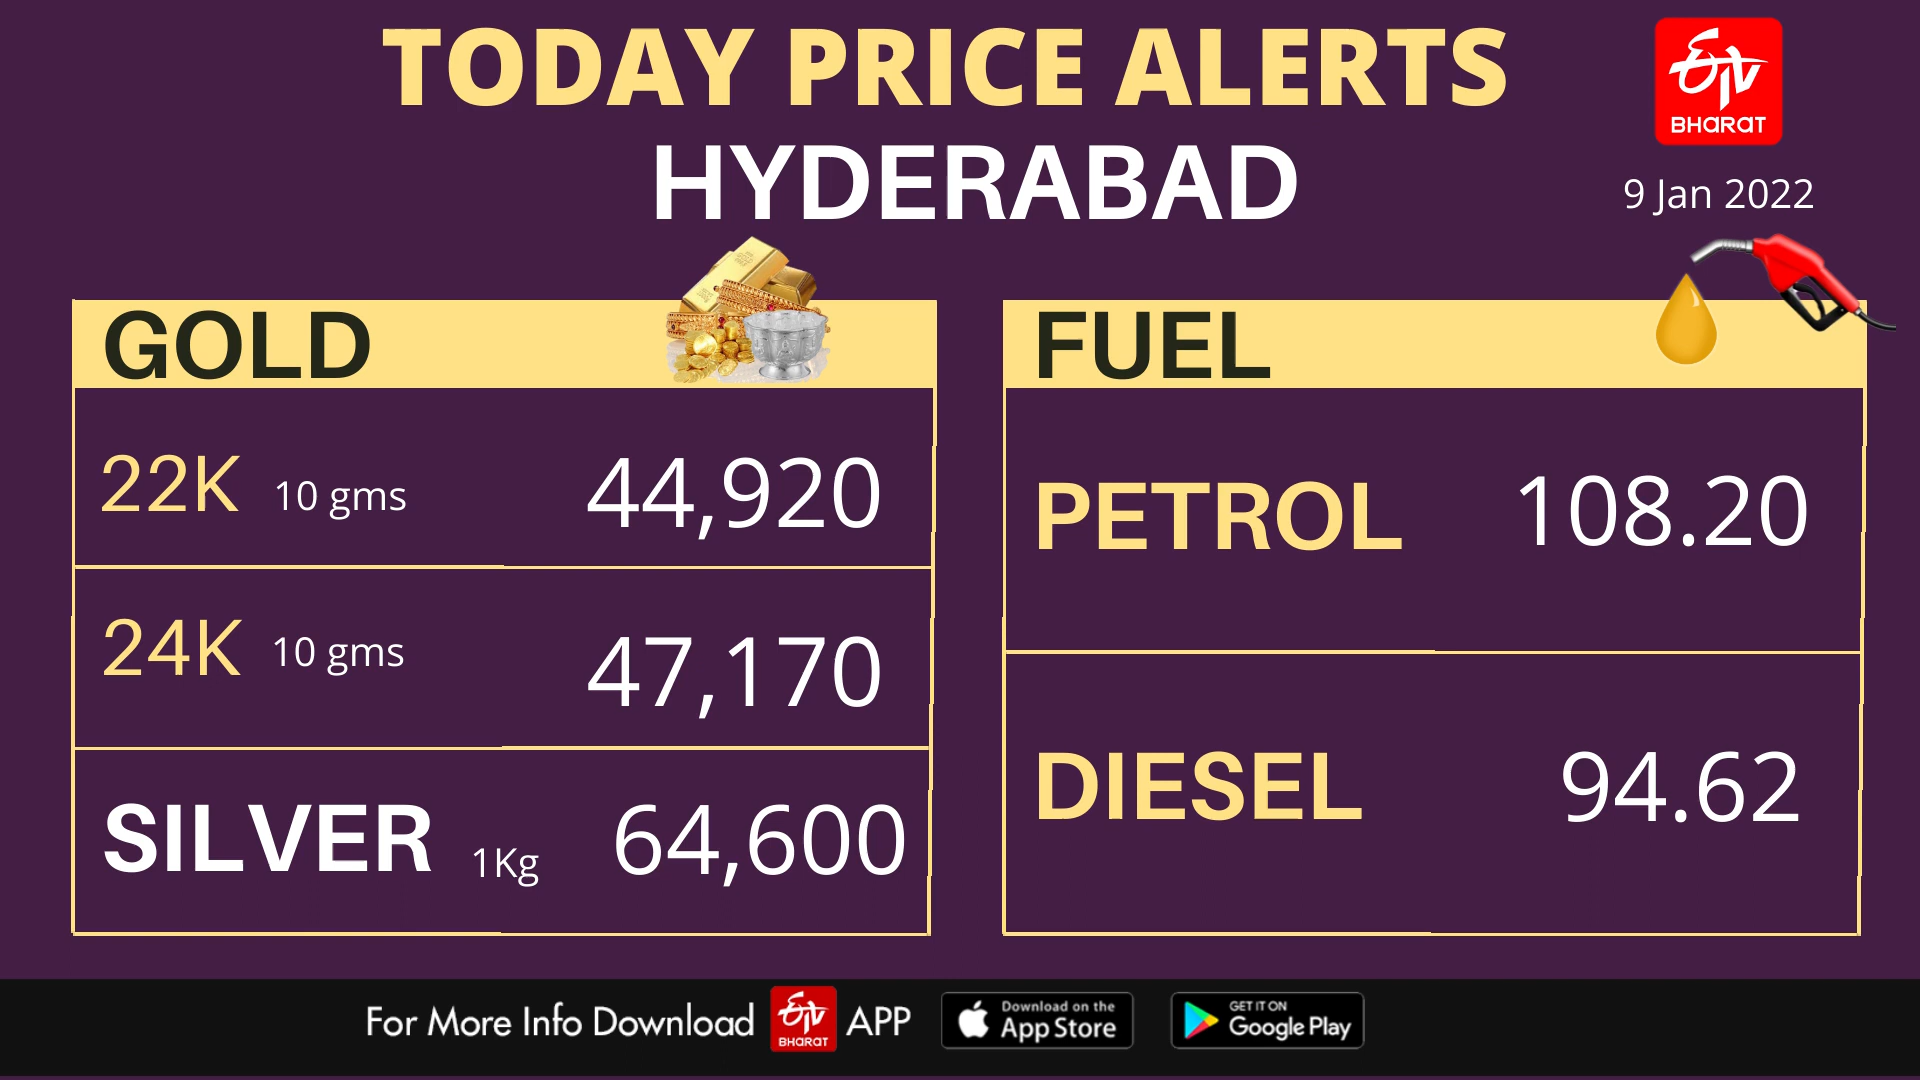 TODAY PRICE ALERTS
HYDERABAD
ETV
BHARAT
9 Jan 2022
GOLD
22K 10 gms 44,920
24K 10 gms 47,170
SILVER 1Kg 64,600
FUEL
PETROL 108.20
DIESEL 94.62
For More Info Download ETV BHARAT APP
Download on the
App Store
GET IT ON
Google Play